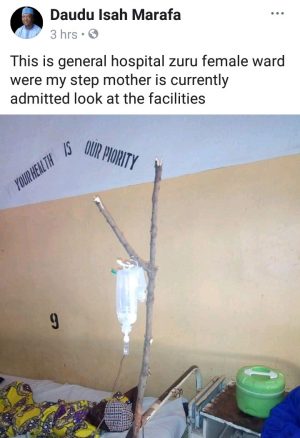 Daudu Isah Marafa
3 hrs
This is general hospital zuru female ward
were my step mother is currently
admitted look at the facilities
YOUR HEALTH IS OUR PIORITY
9